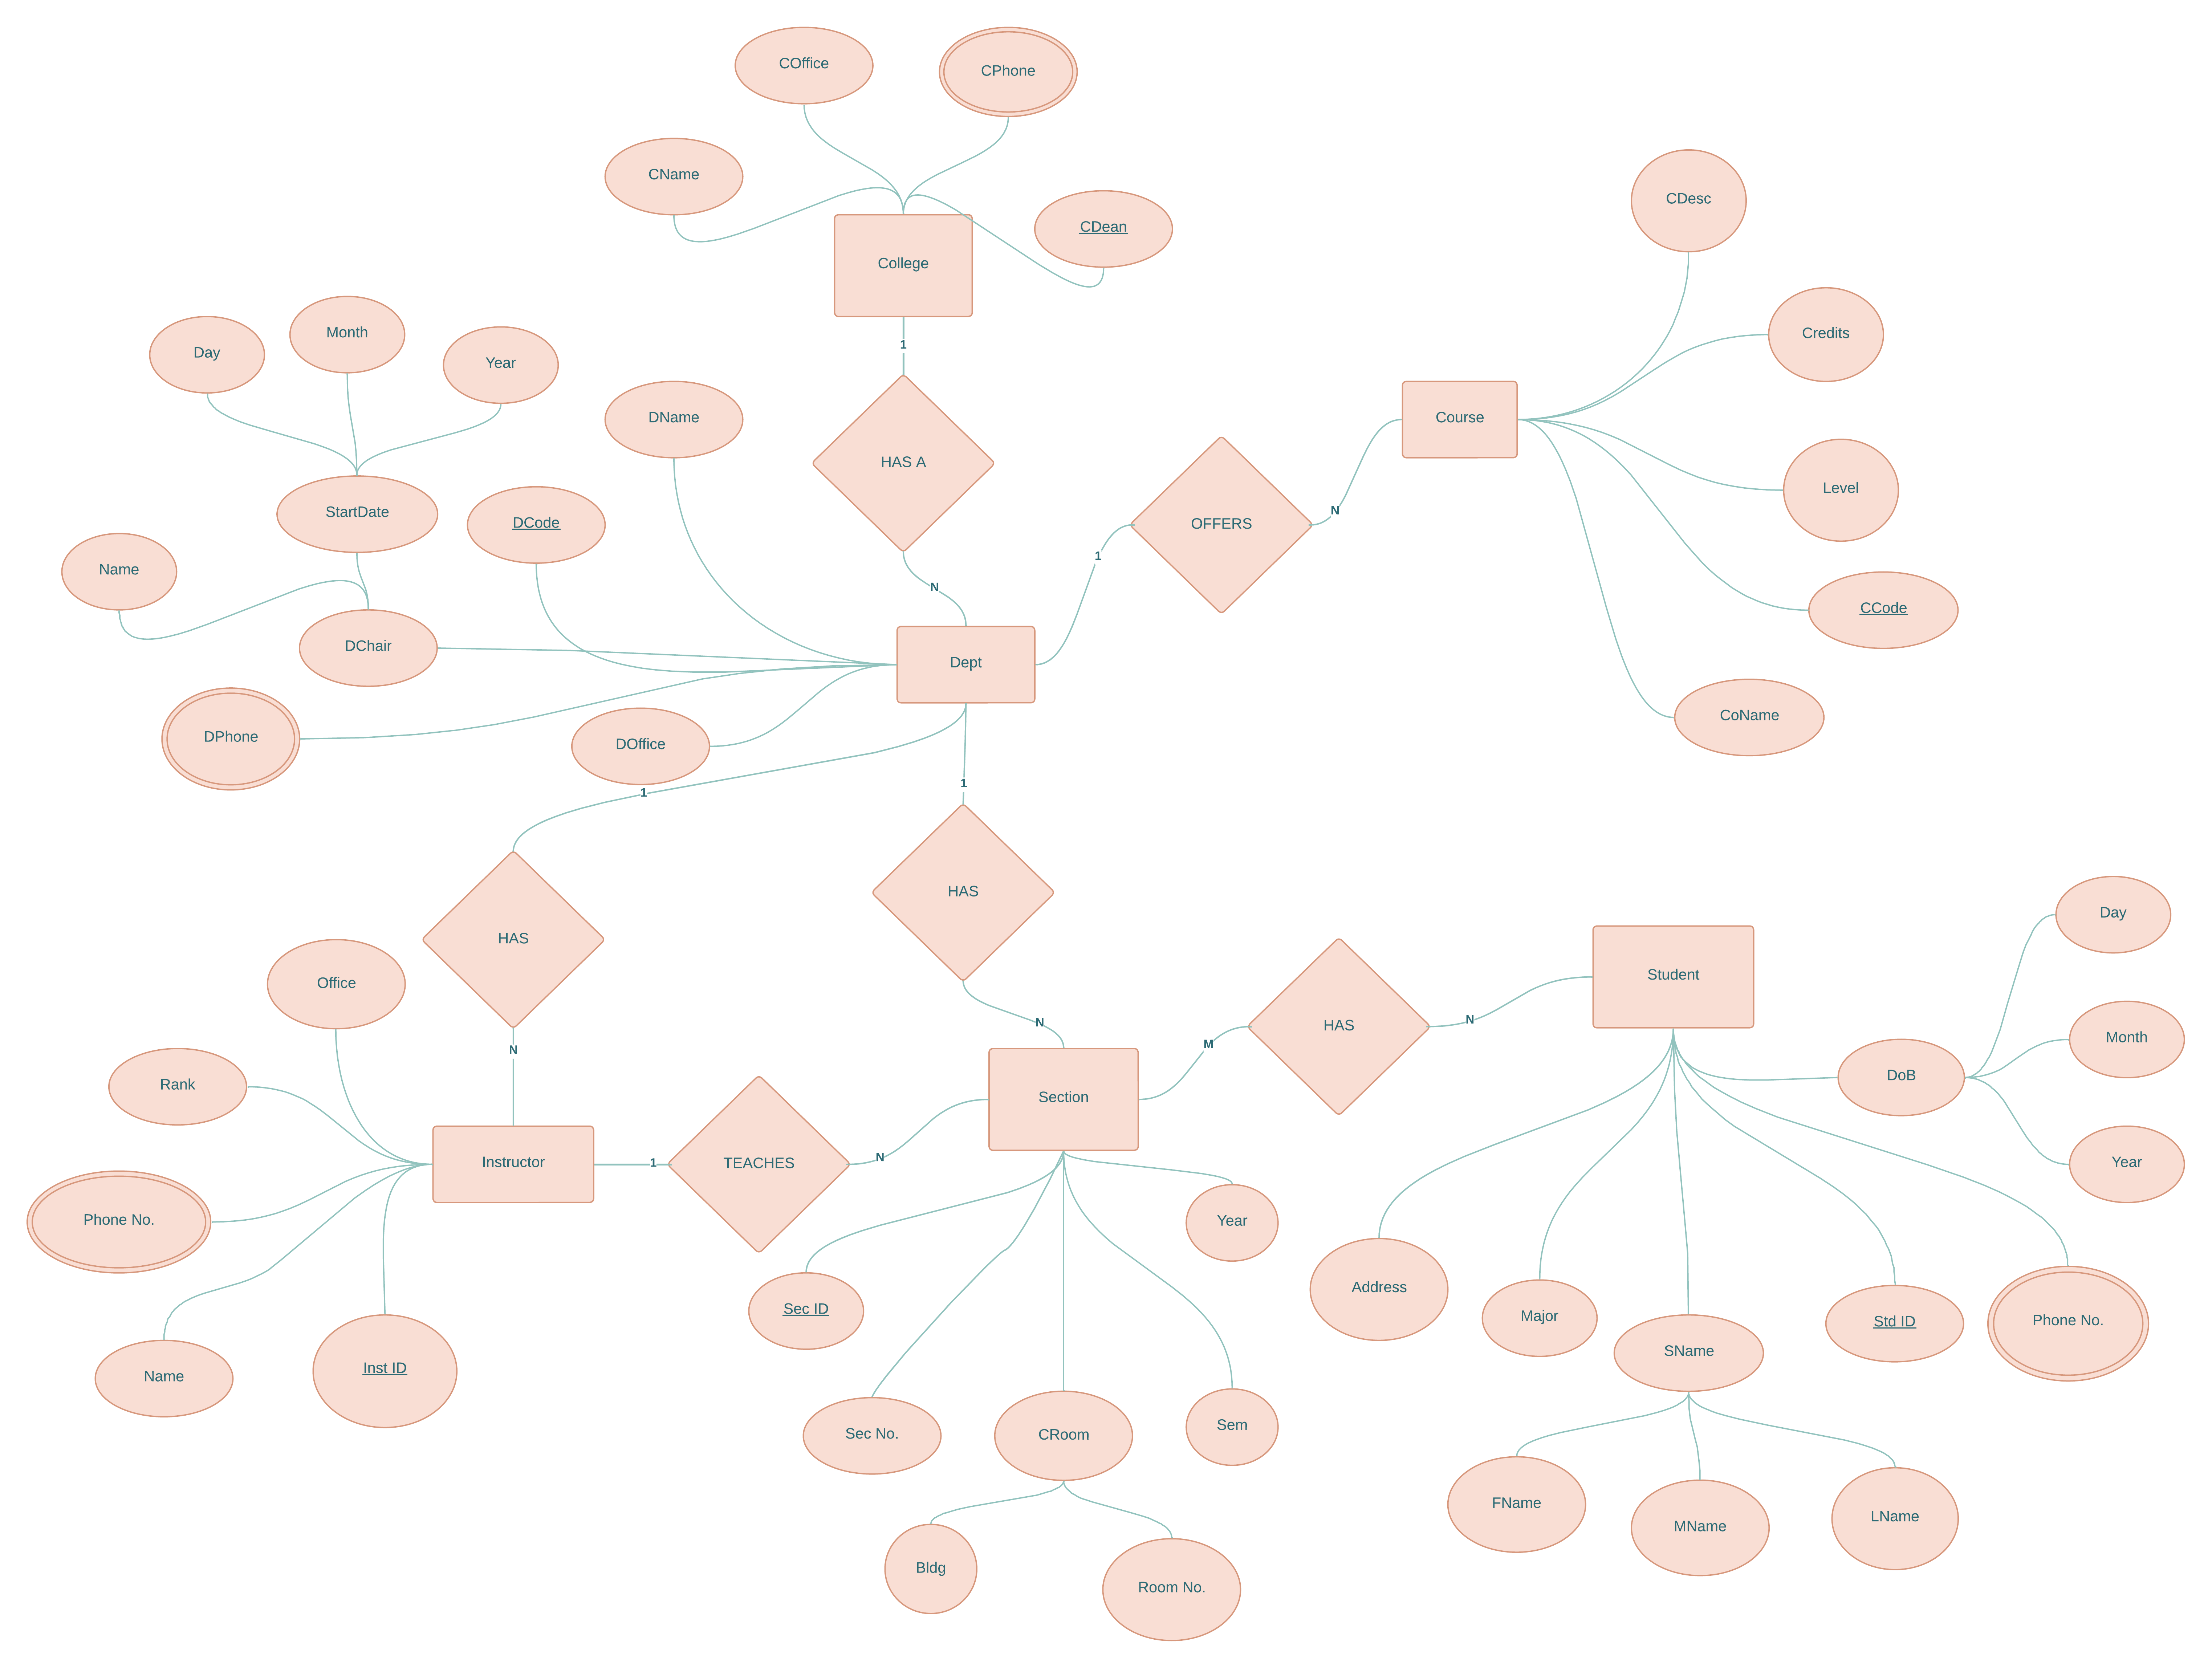 COffice
CPhone
CName
CDean
College
CDesc
Credits
Level
CCode
CoName
Course
1
HAS A
N
Day
Month
Year
StartDate
Name
DChair
DName
DCode
DPhone
DOffice
Dept
1
OFFERS
N
1
HAS
N
1
HAS
N
Office
Rank
Phone No.
Name
Inst ID
Instructor
1
TEACHES
N
Section
M
HAS
N
Student
Year
Sec ID
Sec No.
CRoom
Sem
Bldg
Room No.
DoB
Day
Month
Year
Address
Major
SName
Std ID
Phone No.
FName
MName
LName